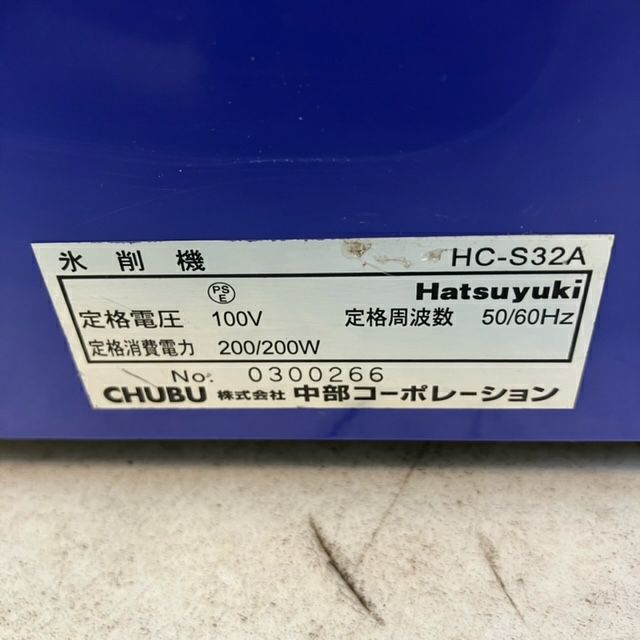 氷削機 HC-S32A
PS E Hatsuyuki
定格電圧 100V 定格周波数 50/60Hz
定格消費電力 200/200W
No. 0300266
CHUBU 株式会社 中部コーポレーション